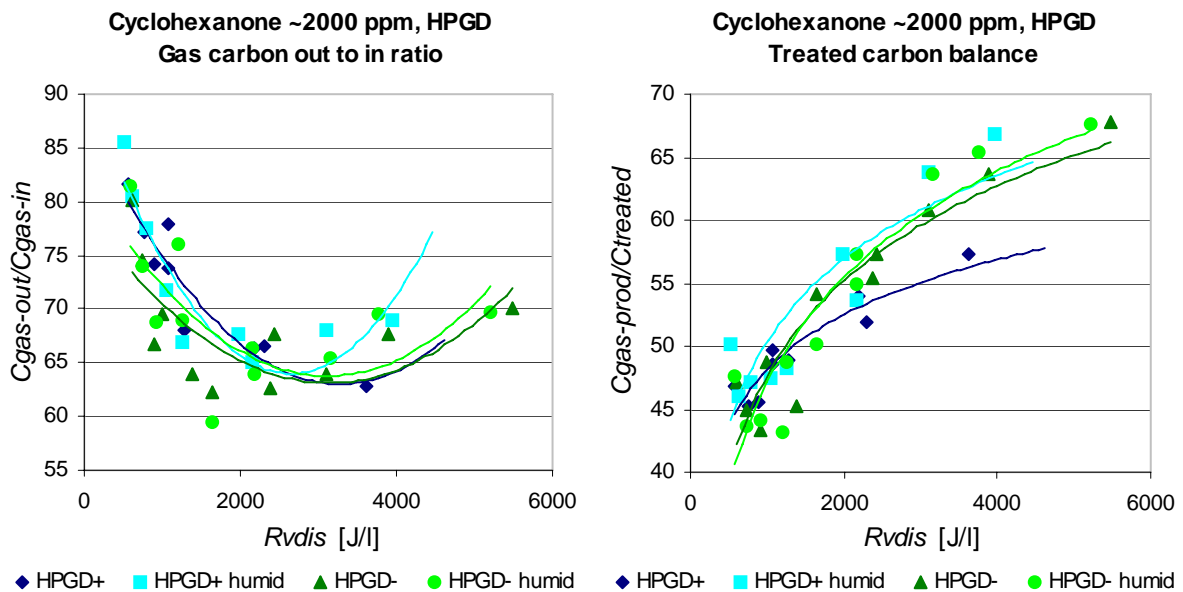 Cyclohexanone ~2000 ppm, HPGD
Gas carbon out to in ratio
90
85
80
75
70
65
60
55
Cgas-out/Cgas-in
0 2000 4000 6000
Rvdis [J/l]
HPGD+ HPGD+ humid HPGD- HPGD- humid
Cyclohexanone ~2000 ppm, HPGD
Treated carbon balance
70
65
60
55
50
45
40
Cgas-prod/Ctreated
0 2000 4000 6000
Rvdis [J/l]
HPGD+ HPGD+ humid HPGD- HPGD- humid